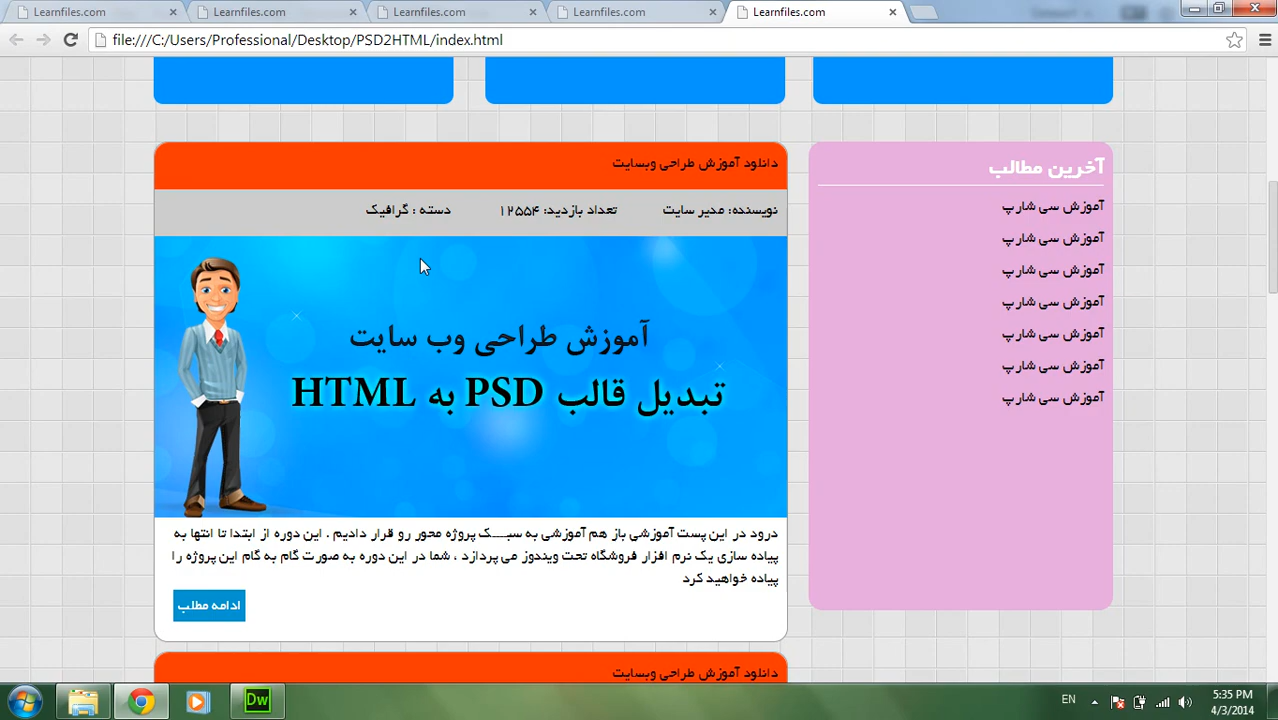 Learnfiles.com
Learnfiles.com
Learnfiles.com
Learnfiles.com
Learnfiles.com
file:///C:/Users/Professional/Desktop/PSD2HTML/index.html
دانلود آموزش طراحی وبسایت
نویسنده: مدیر سایت
تعداد بازدید: ۱۲۵۵۴
دسته : گرافیک
آموزش طراحی وب سایت
تبدیل قالب PSD به HTML
درود در این پست آموزشی باز هم آموزشی به سبـــک پروژه محور رو قرار دادیم . این دوره از ابتدا تا انتها به
پیاده سازی یک نرم افزار فروشگاه تحت ویندوز می پردازد ، شما در این دوره به صورت گام به گام این پروژه را
پیاده خواهید کرد
ادامه مطلب
دانلود آموزش طراحی وبسایت
آخرین مطالب
آموزش سی شارپ
آموزش سی شارپ
آموزش سی شارپ
آموزش سی شارپ
آموزش سی شارپ
آموزش سی شارپ
آموزش سی شارپ
Dw
EN
5:35 PM
4/3/2014